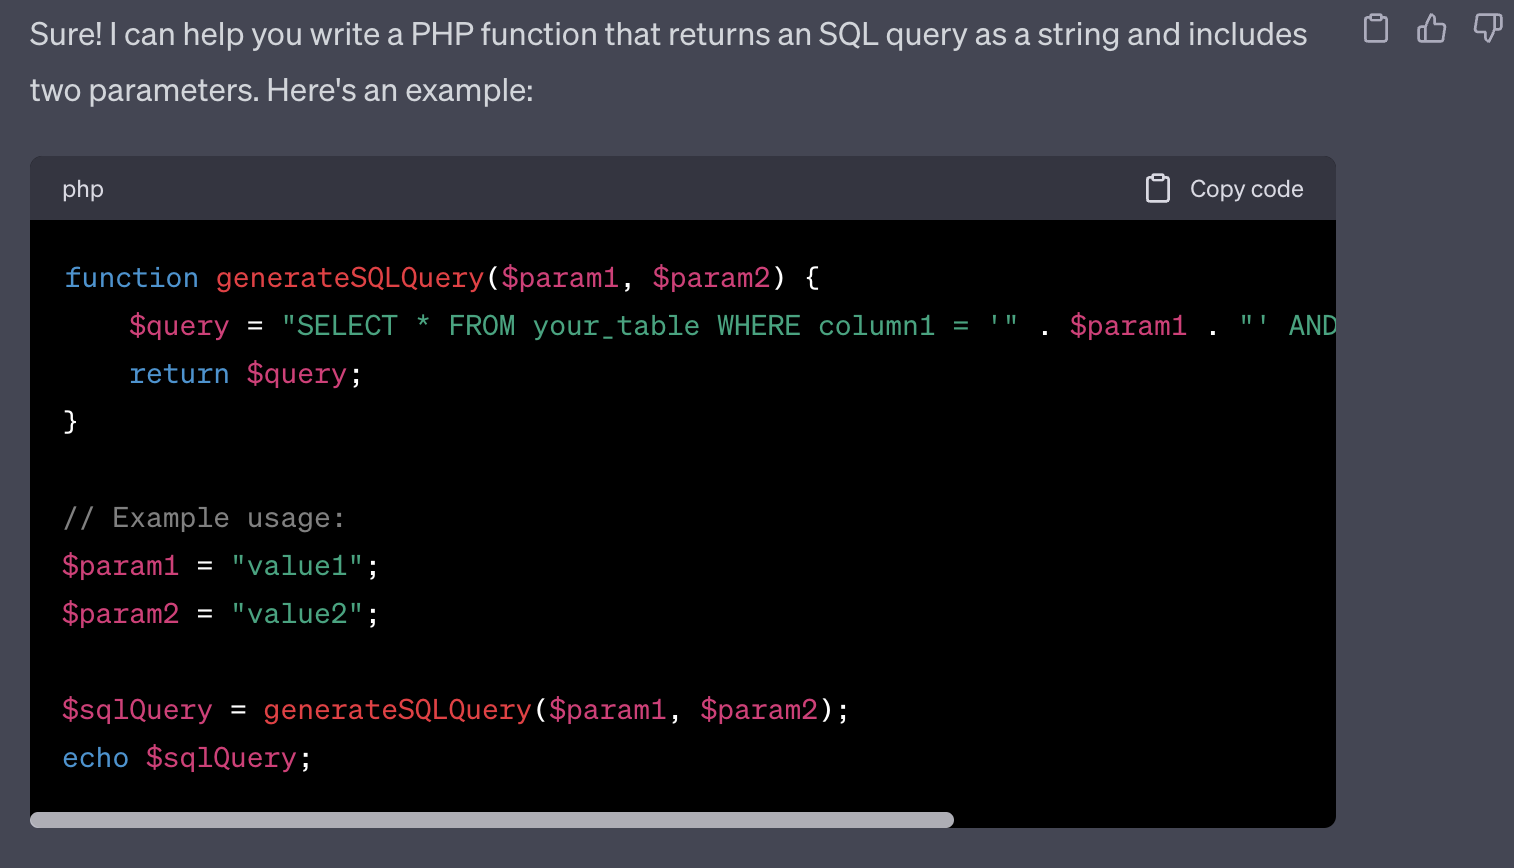 Sure! I can help you write a PHP function that returns an SQL query as a string and includes
two parameters. Here's an example:
php
Copy code
function generateSQLQuery($param1, $param2) {
    $query = "SELECT * FROM your_table WHERE column1 = '" . $param1 . "' AND
    return $query;
}
// Example usage:
$param1 = "value1";
$param2 = "value2";
$sqlQuery = generateSQLQuery($param1, $param2);
echo $sqlQuery;